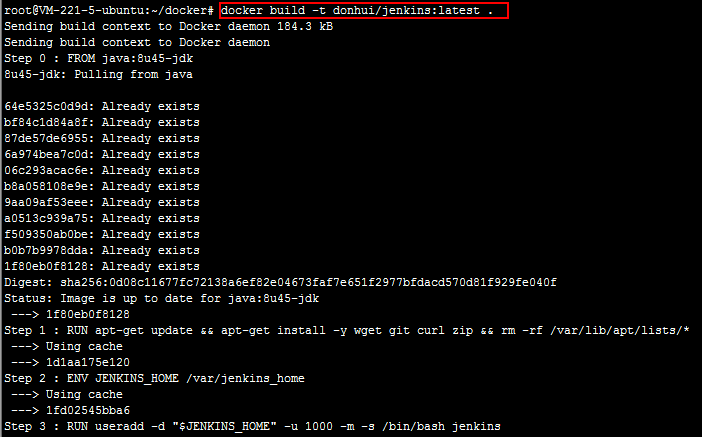 root@VM-221-5-ubuntu:~/docker# docker build -t donhui/jenkins:latest .
Sending build context to Docker daemon 184.3 kB
Sending build context to Docker daemon
Step 0 : FROM java:8u45-jdk
8u45-jdk: Pulling from java
64e5325c0d9d: Already exists
bf84c1d84a8f: Already exists
87de57de6955: Already exists
6a974bea7c0d: Already exists
06c293acac6e: Already exists
b8a058108e9e: Already exists
9aa09af53eee: Already exists
a0513c939a75: Already exists
f509350ab0be: Already exists
b0b7b9978dda: Already exists
1f80eb0f8128: Already exists
Digest: sha256:0d08c11677fc72138a6ef82e04673faf7e651f2977bfdacd570d81f929fe040f
Status: Image is up to date for java:8u45-jdk
 ---> 1f80eb0f8128
Step 1 : RUN apt-get update && apt-get install -y wget git curl zip && rm -rf /var/lib/apt/lists/*
 ---> Using cache
 ---> 1d1aa175e120
Step 2 : ENV JENKINS_HOME /var/jenkins_home
 ---> Using cache
 ---> 1fd02545bba6
Step 3 : RUN useradd -d "$JENKINS_HOME" -u 1000 -m -s /bin/bash jenkins